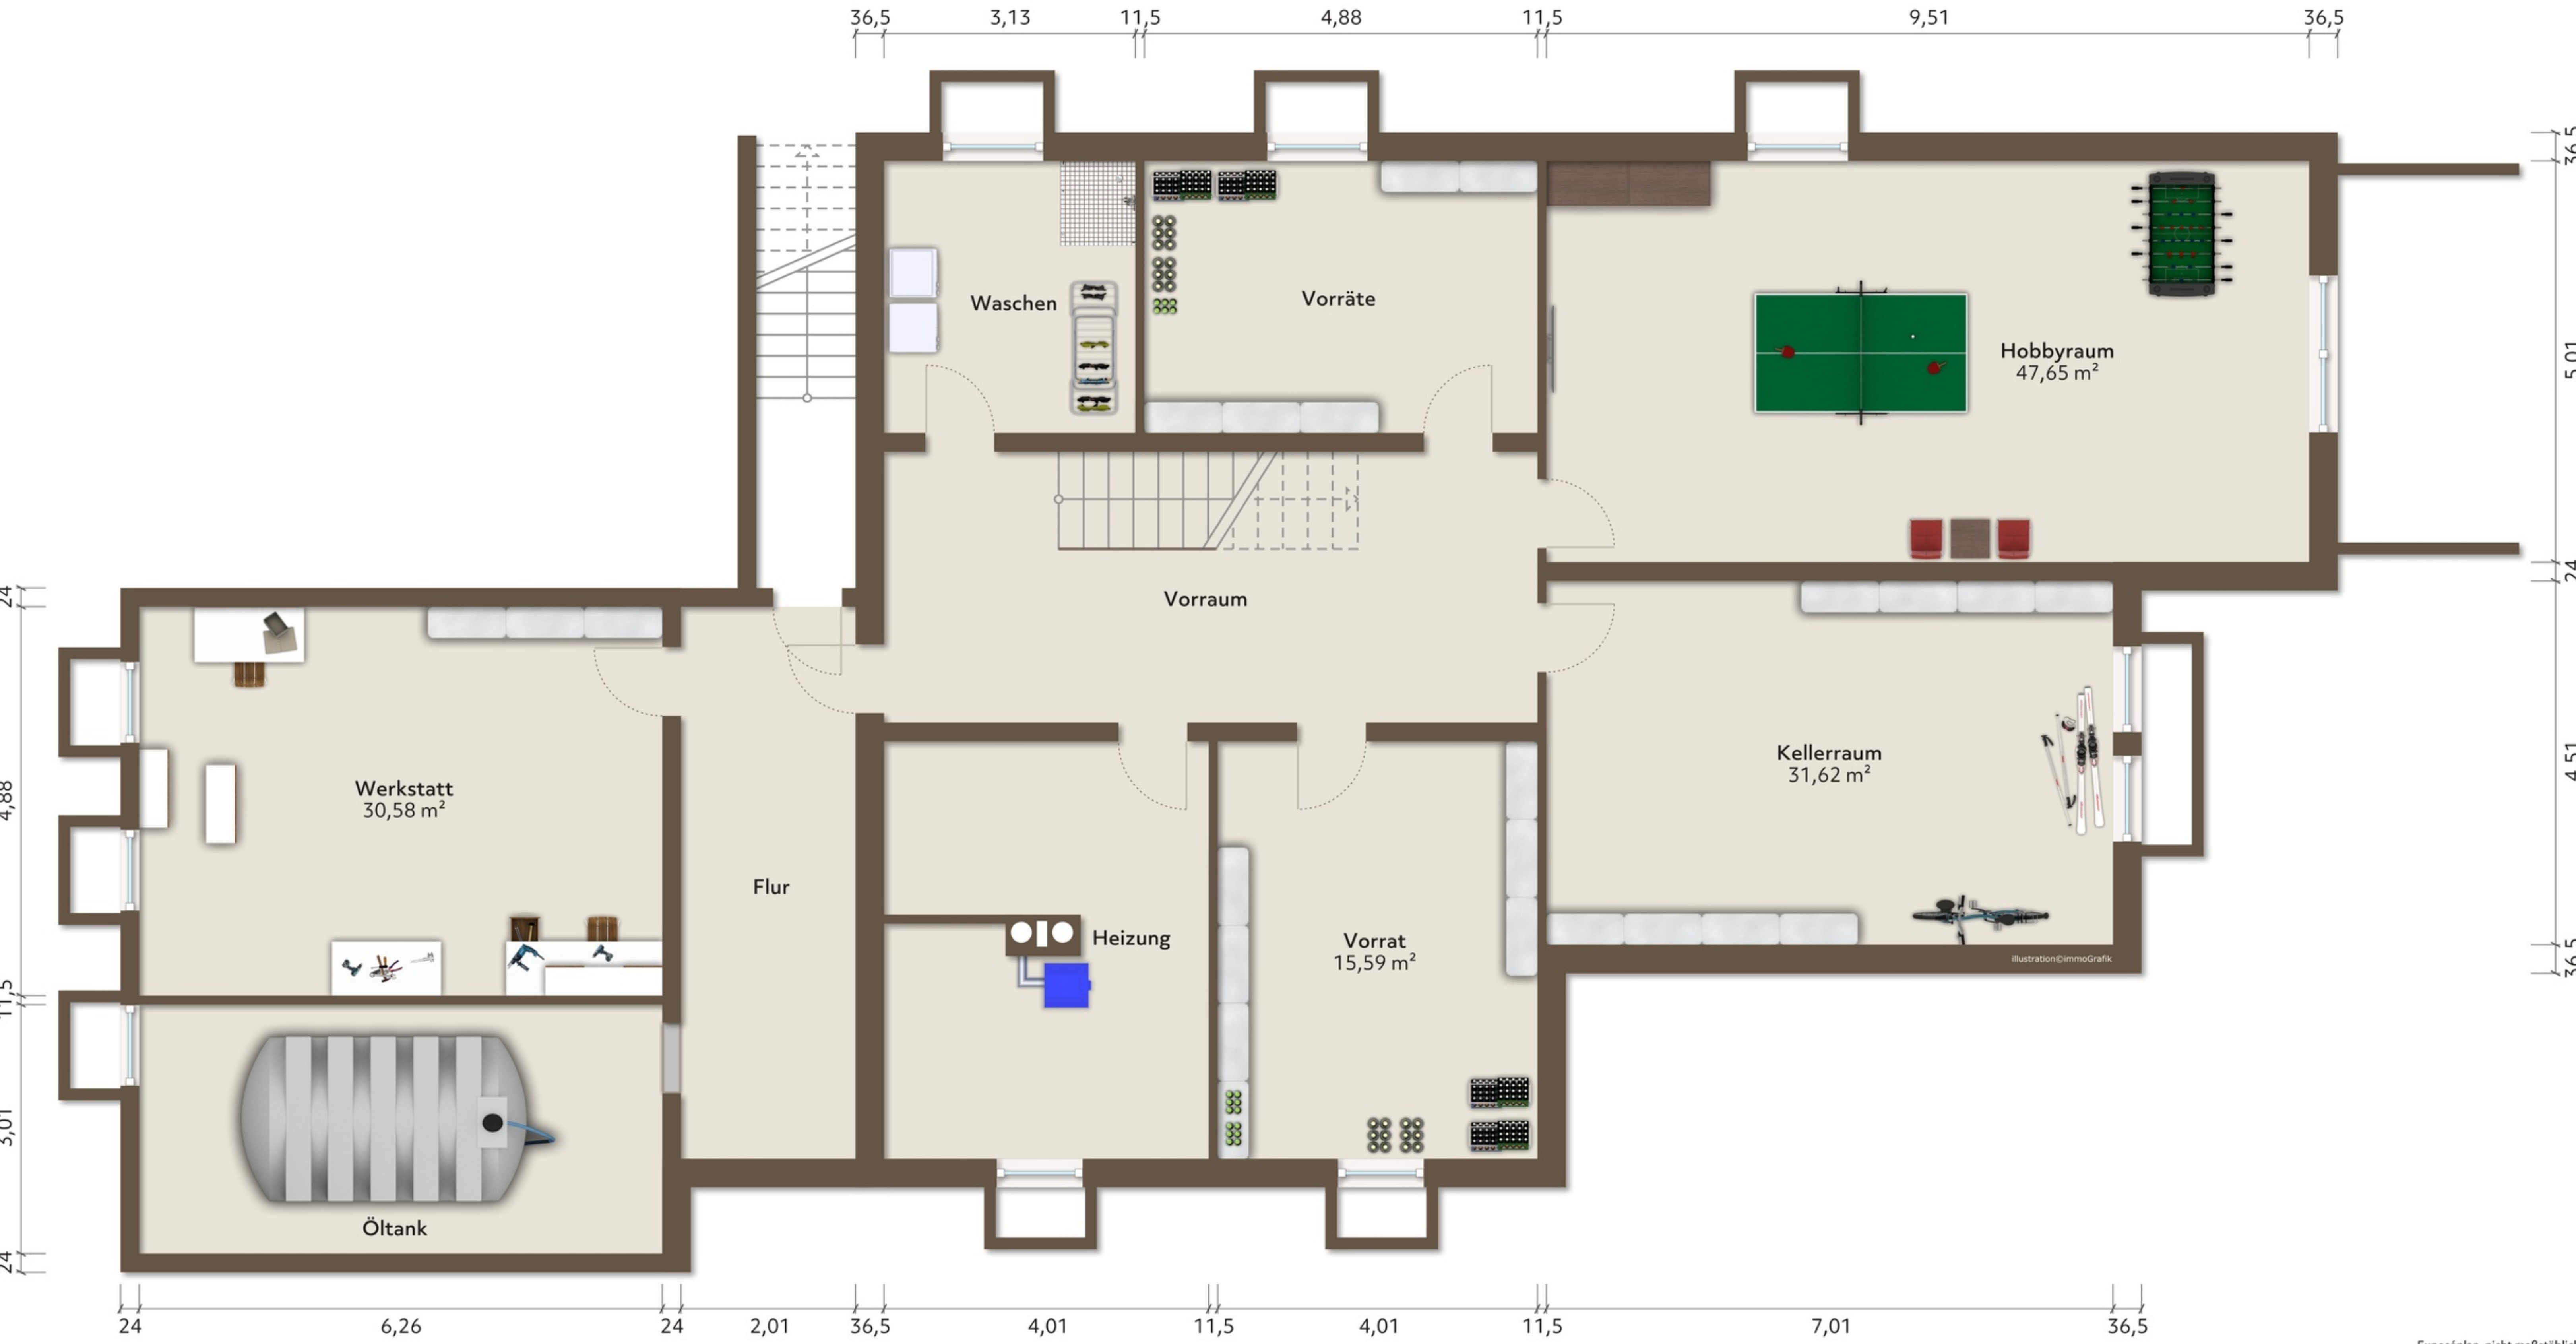 36,5 3,13 11,5 4,88 11,5 9,51 36,5
36,5
Waschen
Vorräte
Hobbyraum
47,65 m²
5,01
24
24
Vorraum
Kellerraum
31,62 m²
4,51
Werkstatt
30,58 m²
4,88
Flur
Heizung
Vorrat
15,59 m²
illustration©immoGrafik
36,5
11,5
3,01
Öltank
24
24 6,26 24 2,01 36,5 4,01 11,5 4,01 11,5 7,01 36,5